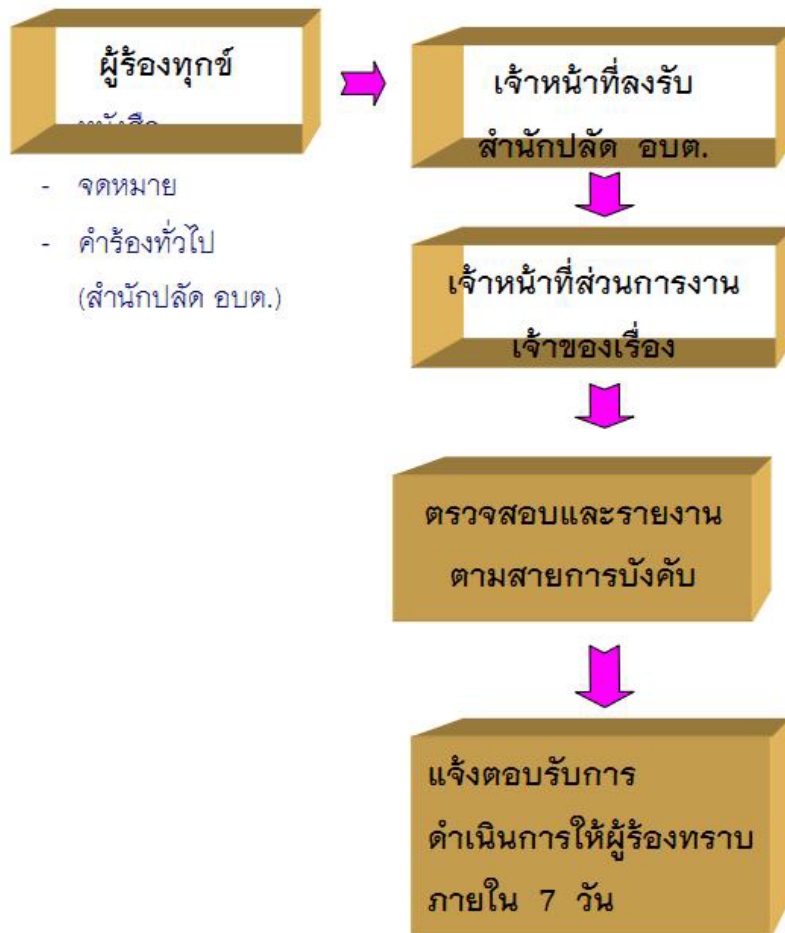 ผู้ร้องทุกข์
- จดหมาย
- คำร้องทั่วไป
(สำนักปลัด อบต.)
เจ้าหน้าที่ลงรับ
สำนักปลัด อบต.
เจ้าหน้าที่ส่วนการงาน
เจ้าของเรื่อง
ตรวจสอบและรายงาน
ตามสายการบังคับ
แจ้งตอบรับการ
ดำเนินการให้ผู้ร้องทราบ
ภายใน 7 วัน